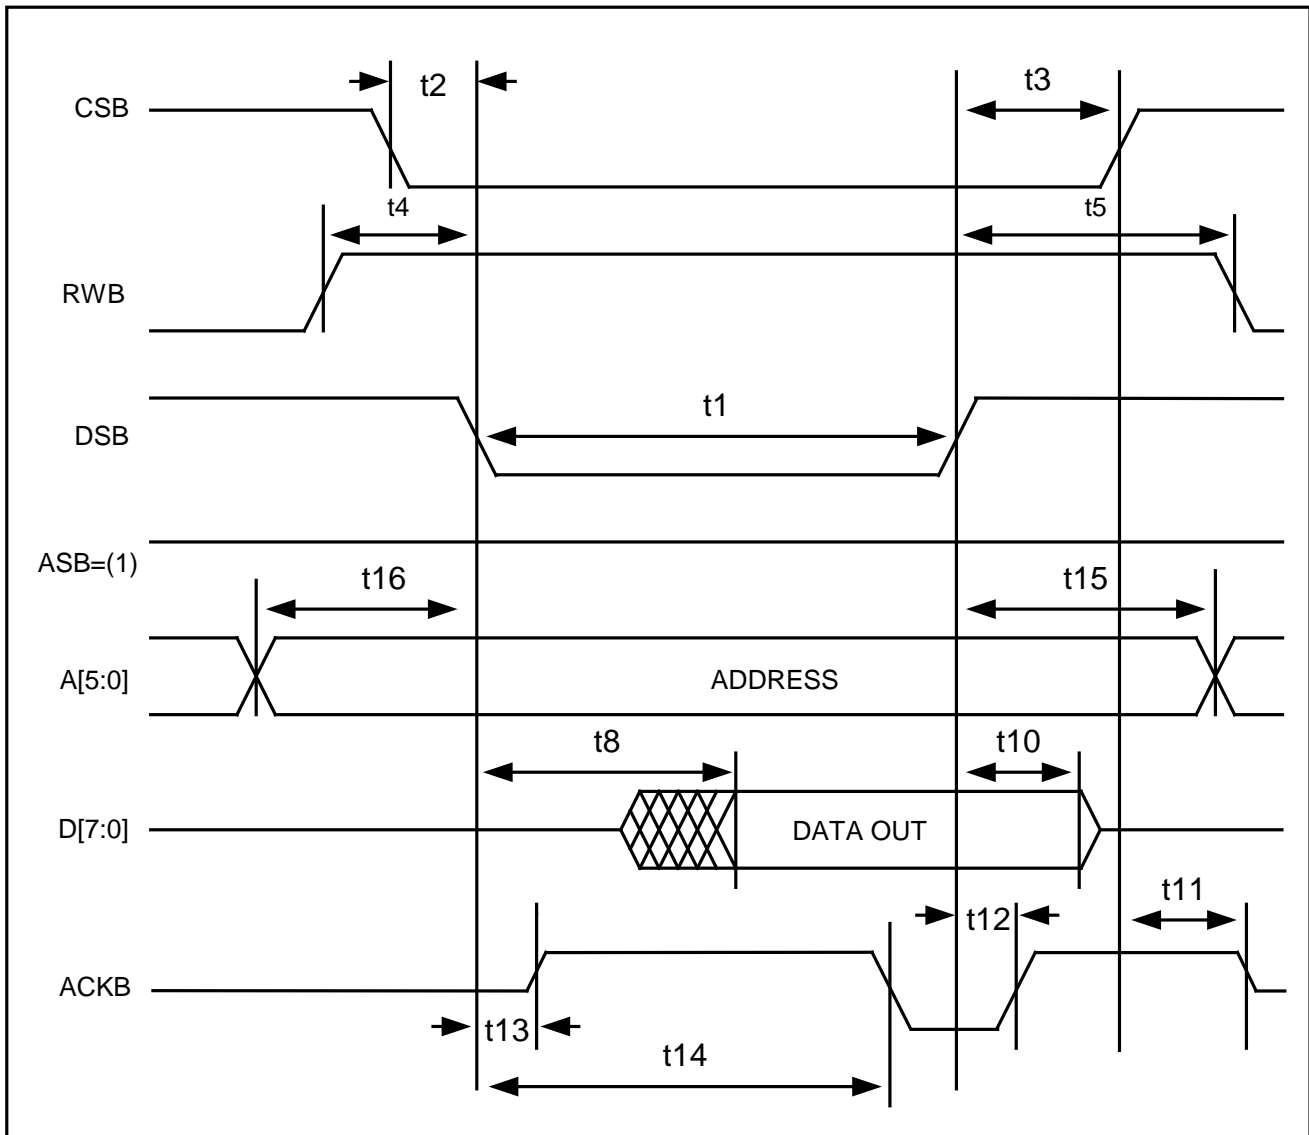 t2
t3
CSB
t4
t5
RWB
t1
DSB
ASB=(1)
t16
t15
A[5:0]
ADDRESS
t8
t10
D[7:0]
DATA OUT
t11
t12
ACKB
t13
t14